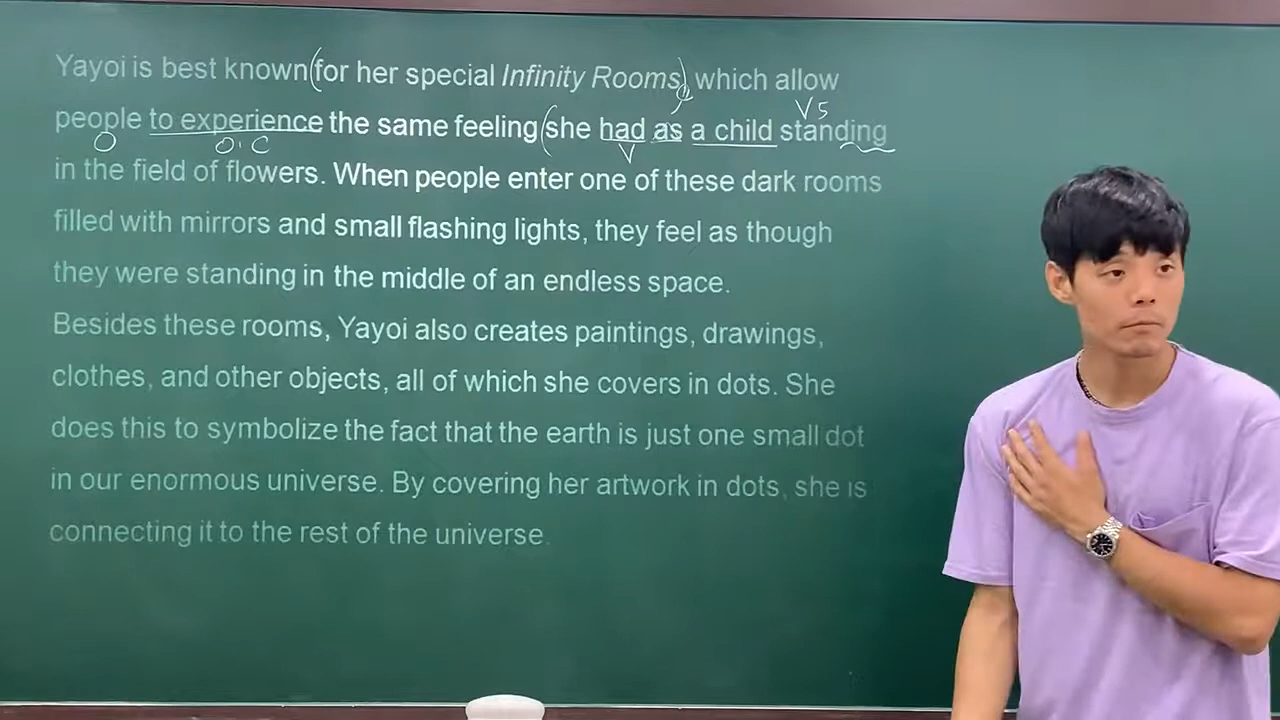 Yayoi is best known (for her special Infinity Rooms), which allow
V S
people to experience the same feeling (she had as a child standing
O O.C V
in the field of flowers. When people enter one of these dark rooms
filled with mirrors and small flashing lights, they feel as though
they were standing in the middle of an endless space.
Besides these rooms, Yayoi also creates paintings, drawings,
clothes, and other objects, all of which she covers in dots. She
does this to symbolize the fact that the earth is just one small dot
in our enormous universe. By covering her artwork in dots, she is
connecting it to the rest of the universe.